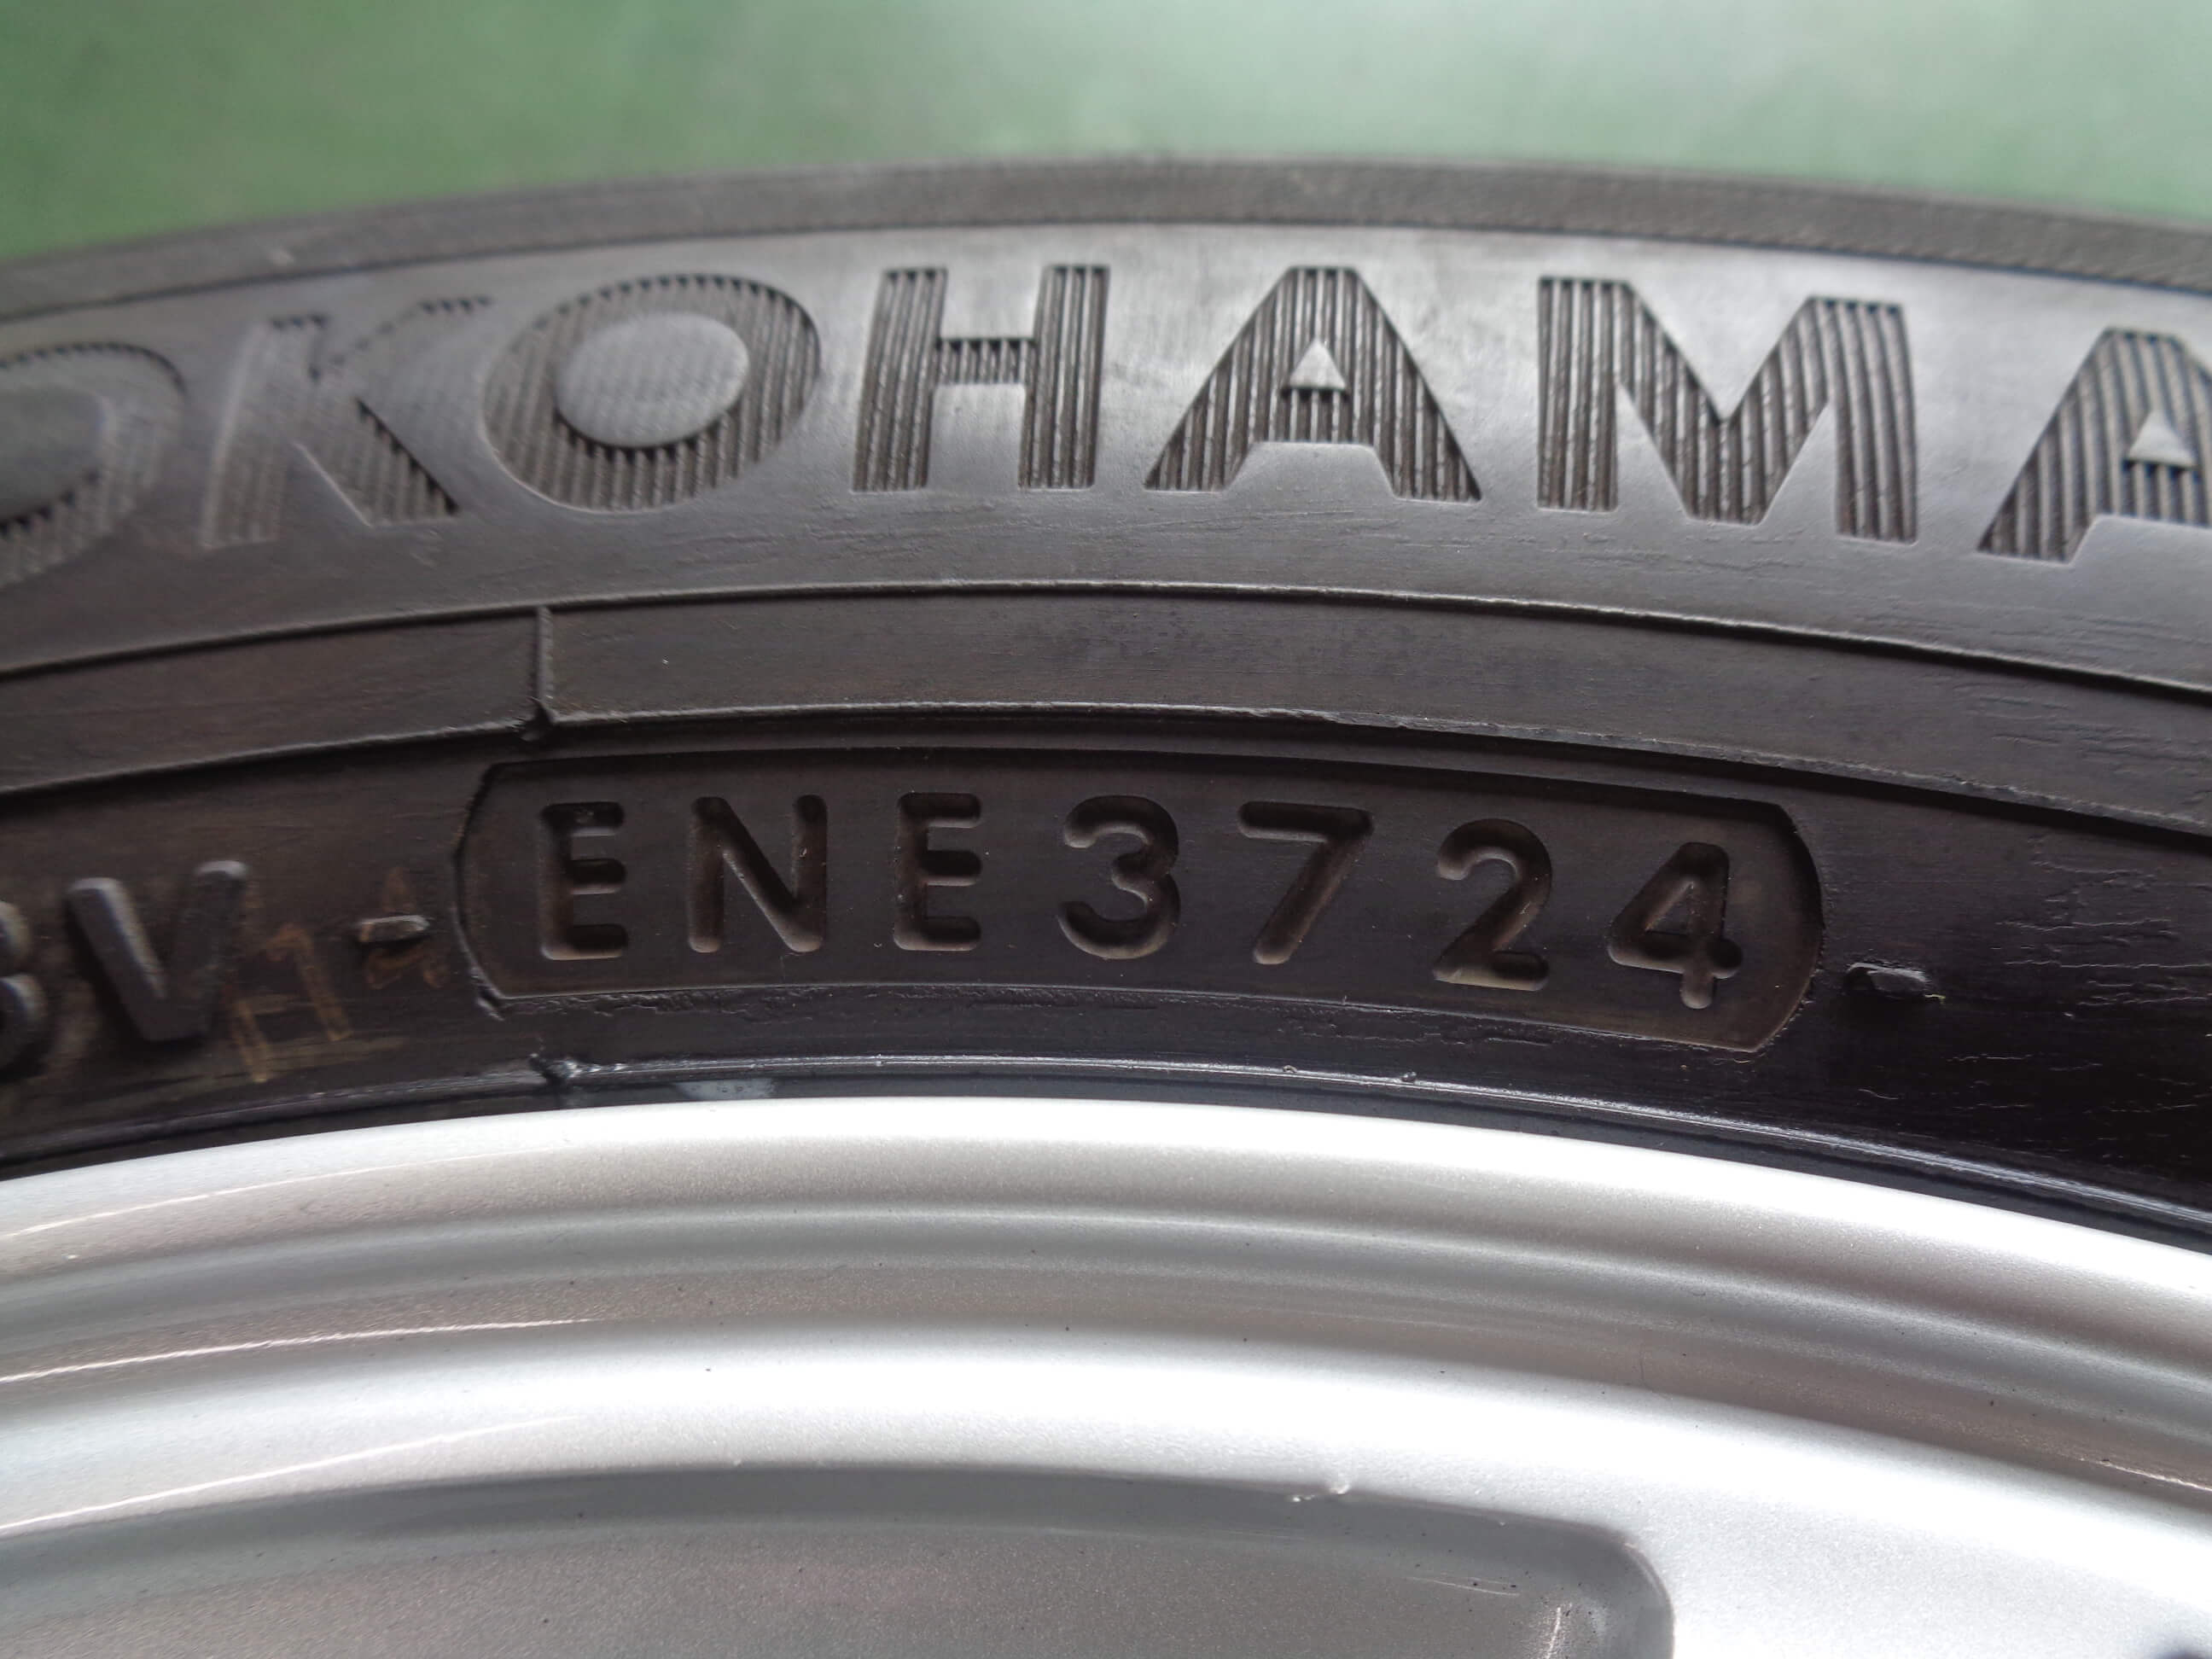 OKOHAMA
V - ENE3724 -